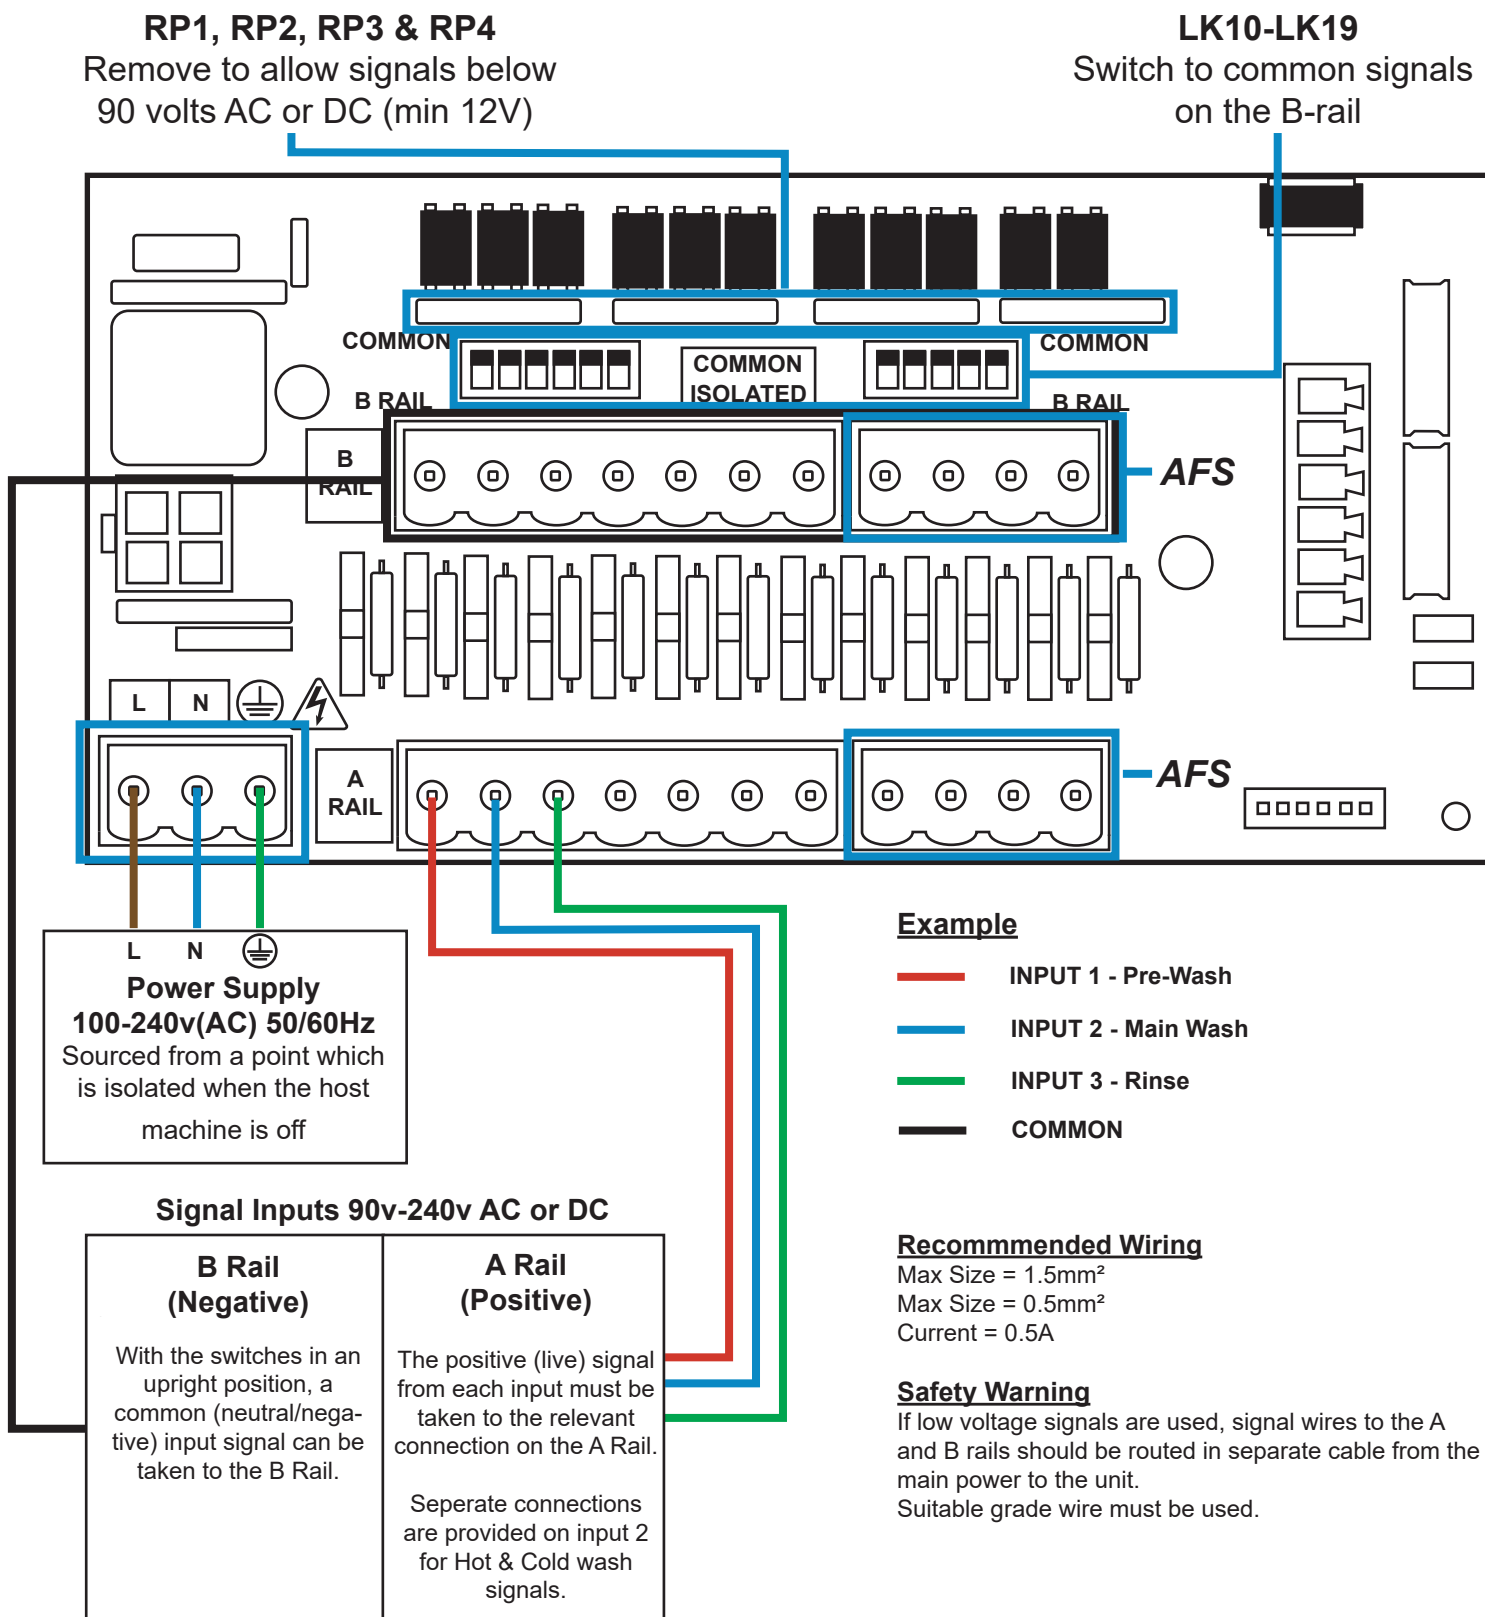 RP1, RP2, RP3 & RP4
Remove to allow signals below
90 volts AC or DC (min 12V)
LK10-LK19
Switch to common signals
on the B-rail
COMMON
COMMON
ISOLATED
COMMON
B RAIL
B RAIL
B
RAIL
AFS
L
N
A
RAIL
AFS
L
N
Power Supply
100-240v(AC) 50/60Hz
Sourced from a point which
is isolated when the host
machine is off
Example
INPUT 1 - Pre-Wash
INPUT 2 - Main Wash
INPUT 3 - Rinse
COMMON
Signal Inputs 90v-240v AC or DC
B Rail
(Negative)
With the switches in an
upright position, a
common (neutral/nega-
tive) input signal can be
taken to the B Rail.
A Rail
(Positive)
The positive (live) signal
from each input must be
taken to the relevant
connection on the A Rail.
Seperate connections
are provided on input 2
for Hot & Cold wash
signals.
Recommmended Wiring
Max Size = 1.5mm²
Max Size = 0.5mm²
Current = 0.5A
Safety Warning
If low voltage signals are used, signal wires to the A
and B rails should be routed in separate cable from the
main power to the unit.
Suitable grade wire must be used.